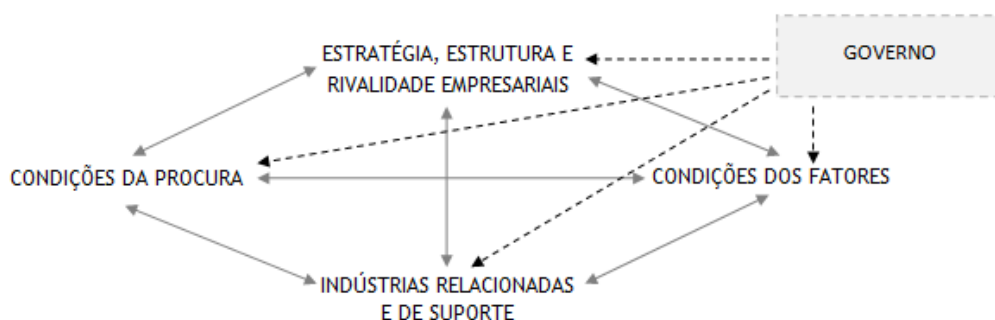 ESTRATÉGIA, ESTRUTURA E
RIVALIDADE EMPRESARIAIS
GOVERNO
CONDIÇÕES DA PROCURA
CONDIÇÕES DOS FATORES
INDÚSTRIAS RELACIONADAS
E DE SUPORTE